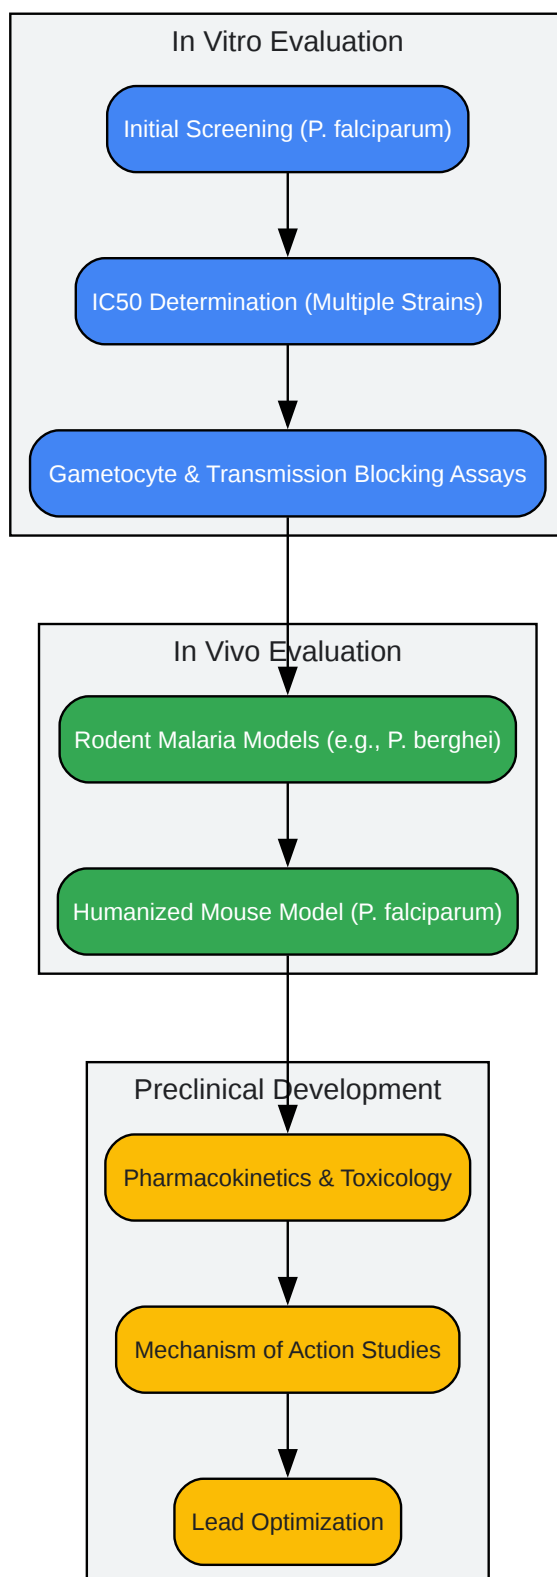 In Vitro Evaluation
Initial Screening (P. falciparum)
IC50 Determination (Multiple Strains)
Gametocyte & Transmission Blocking Assays
In Vivo Evaluation
Rodent Malaria Models (e.g., P. berghei)
Humanized Mouse Model (P. falciparum)
Preclinical Development
Pharmacokinetics & Toxicology
Mechanism of Action Studies
Lead Optimization